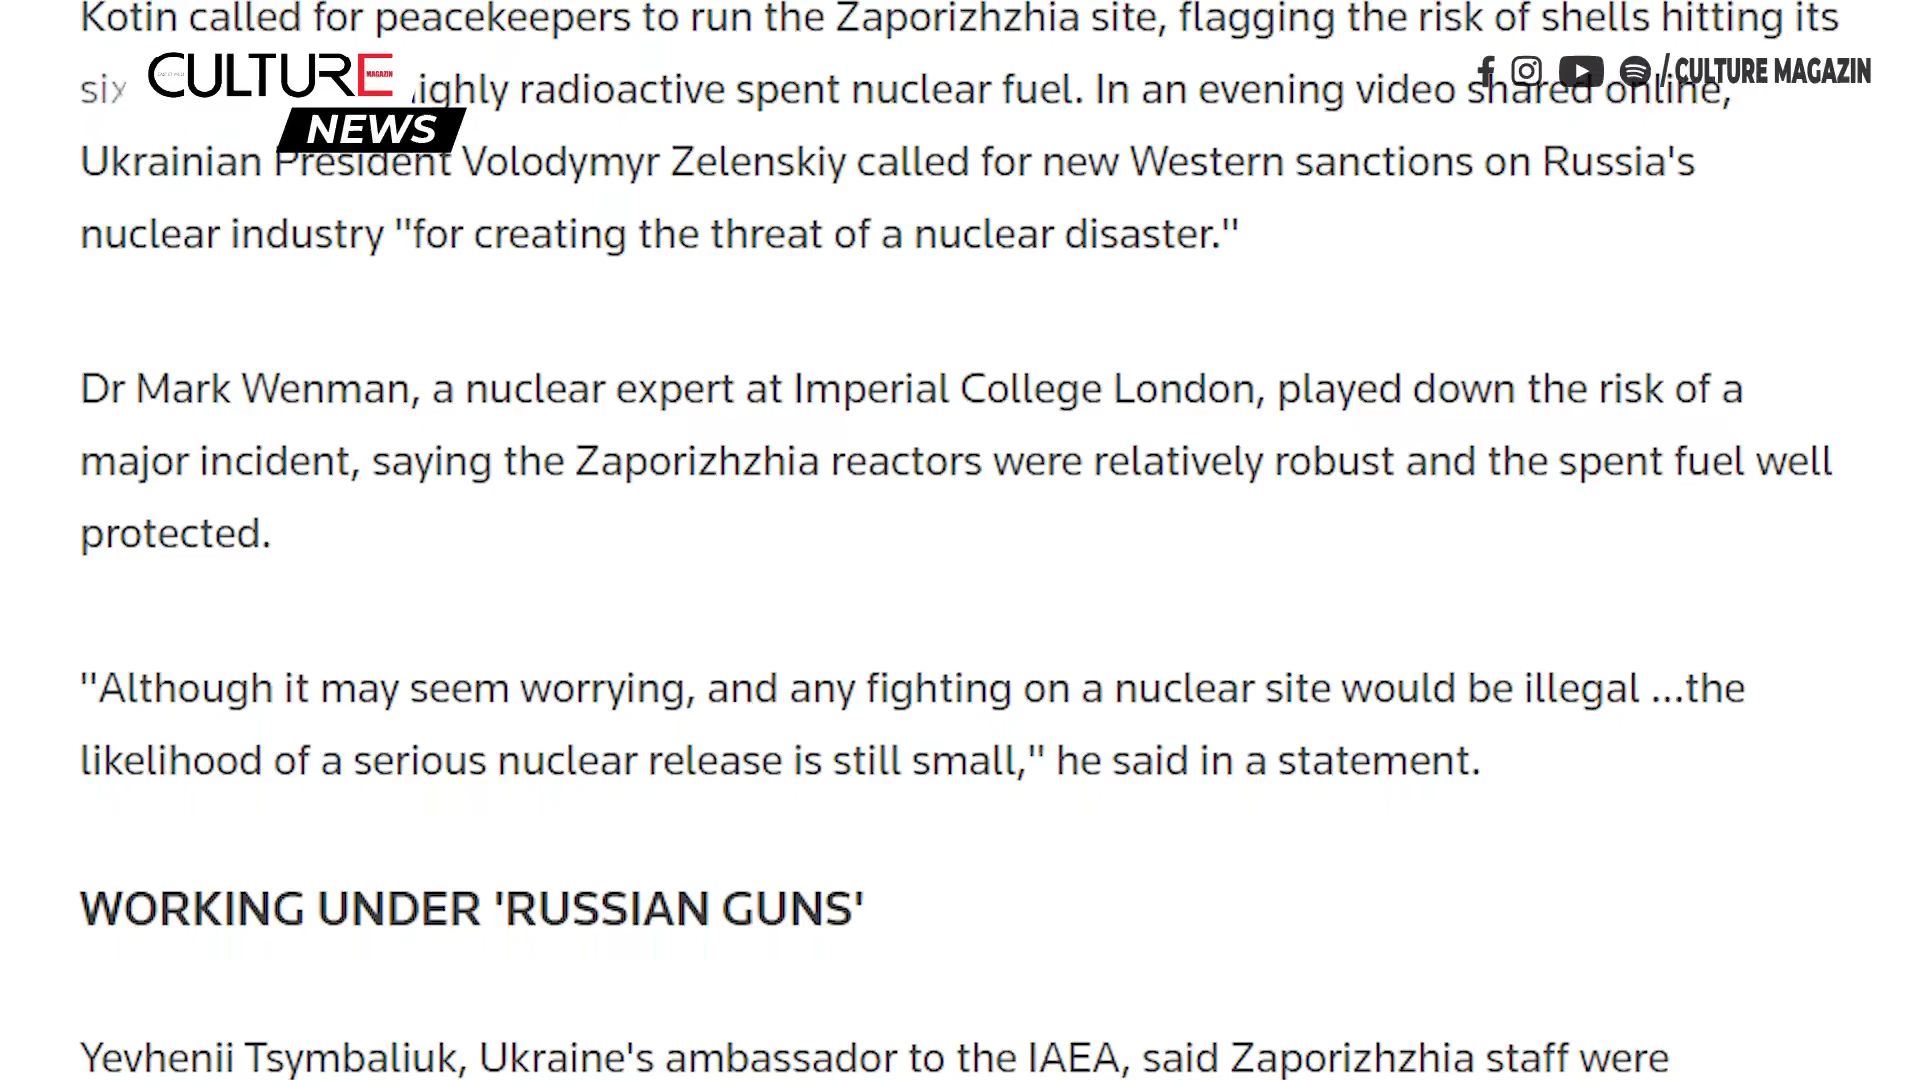 Kotin called for peacekeepers to run the Zaporizhzhia site, flagging the risk of shells hitting its
CULTURE MAGAZIN
NEWS
/ CULTURE MAGAZIN
six highly radioactive spent nuclear fuel. In an evening video shared online,
Ukrainian President Volodymyr Zelenskiy called for new Western sanctions on Russia's
nuclear industry "for creating the threat of a nuclear disaster."
Dr Mark Wenman, a nuclear expert at Imperial College London, played down the risk of a
major incident, saying the Zaporizhzhia reactors were relatively robust and the spent fuel well
protected.
"Although it may seem worrying, and any fighting on a nuclear site would be illegal ...the
likelihood of a serious nuclear release is still small," he said in a statement.
WORKING UNDER 'RUSSIAN GUNS'
Yevhenii Tsymbaliuk, Ukraine's ambassador to the IAEA, said Zaporizhzhia staff were